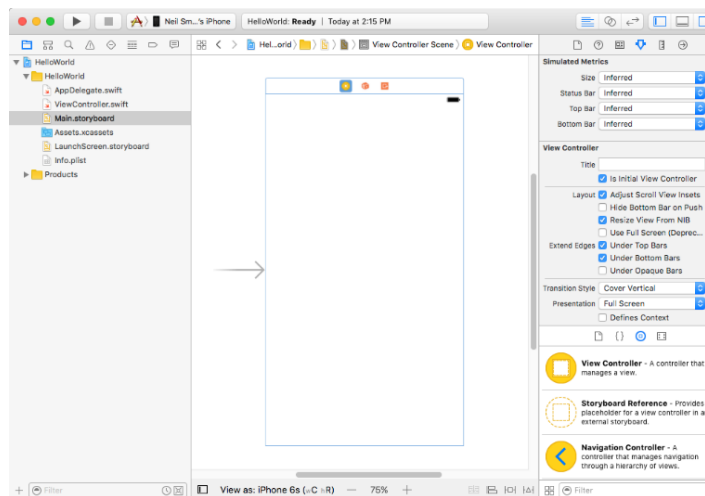 Neil Sm...'s iPhone
HelloWorld: Ready | Today at 2:15 PM
Hel...orld
View Controller Scene
View Controller
HelloWorld
HelloWorld
AppDelegate.swift
ViewController.swift
Main.storyboard
Assets.xcassets
LaunchScreen.storyboard
Info.plist
Products
Filter
View as: iPhone 6s (wC hR)
75%
Simulated Metrics
Size Inferred
Status Bar Inferred
Top Bar Inferred
Bottom Bar Inferred
View Controller
Title
Is Initial View Controller
Layout Adjust Scroll View Insets
Hide Bottom Bar on Push
Resize View From NIB
Use Full Screen (Deprec...
Extend Edges Under Top Bars
Under Bottom Bars
Under Opaque Bars
Transition Style Cover Vertical
Presentation Full Screen
Defines Context
View Controller - A controller that
manages a view.
Storyboard Reference - Provides
placeholder for a view controller in a
external storyboard.
Navigation Controller - A
controller that manages navigation
through a hierarchy of views.
Filter